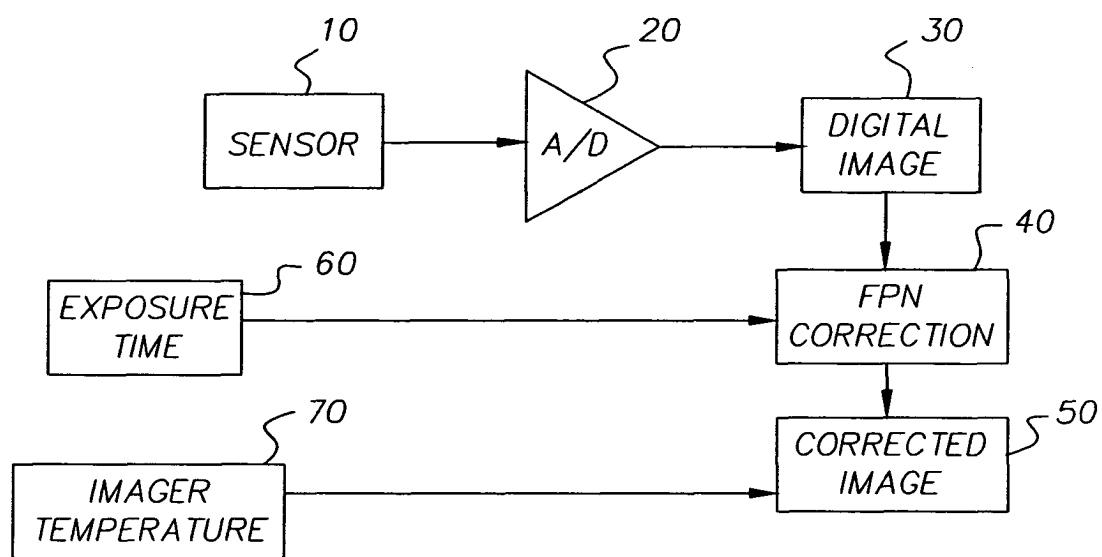 10
20
30
SENSOR
A/D
DIGITAL
IMAGE
60
40
EXPOSURE
TIME
FPN
CORRECTION
70
50
IMAGER
TEMPERATURE
CORRECTED
IMAGE